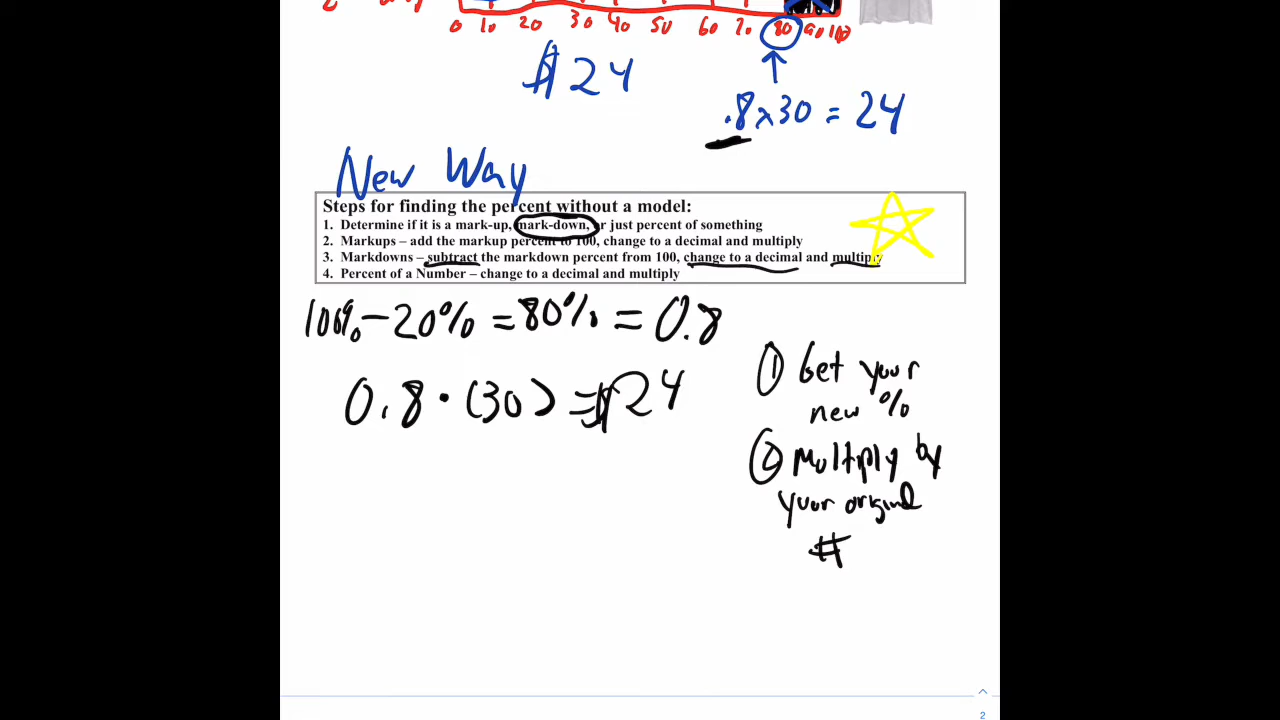 0 10 20 30 40 50 60 70 80 90 100
$24
.8x30 = 24
New Way
Steps for finding the percent without a model:
1. Determine if it is a mark-up, mark-down, or just percent of something
2. Markups – add the markup percent to 100, change to a decimal and multiply
3. Markdowns – subtract the markdown percent from 100, change to a decimal and multiply
4. Percent of a Number – change to a decimal and multiply
100% - 20% = 80% = 0.8
0.8 · (30) = $24
① Get your
new %
② Multiply by
your original
#
2